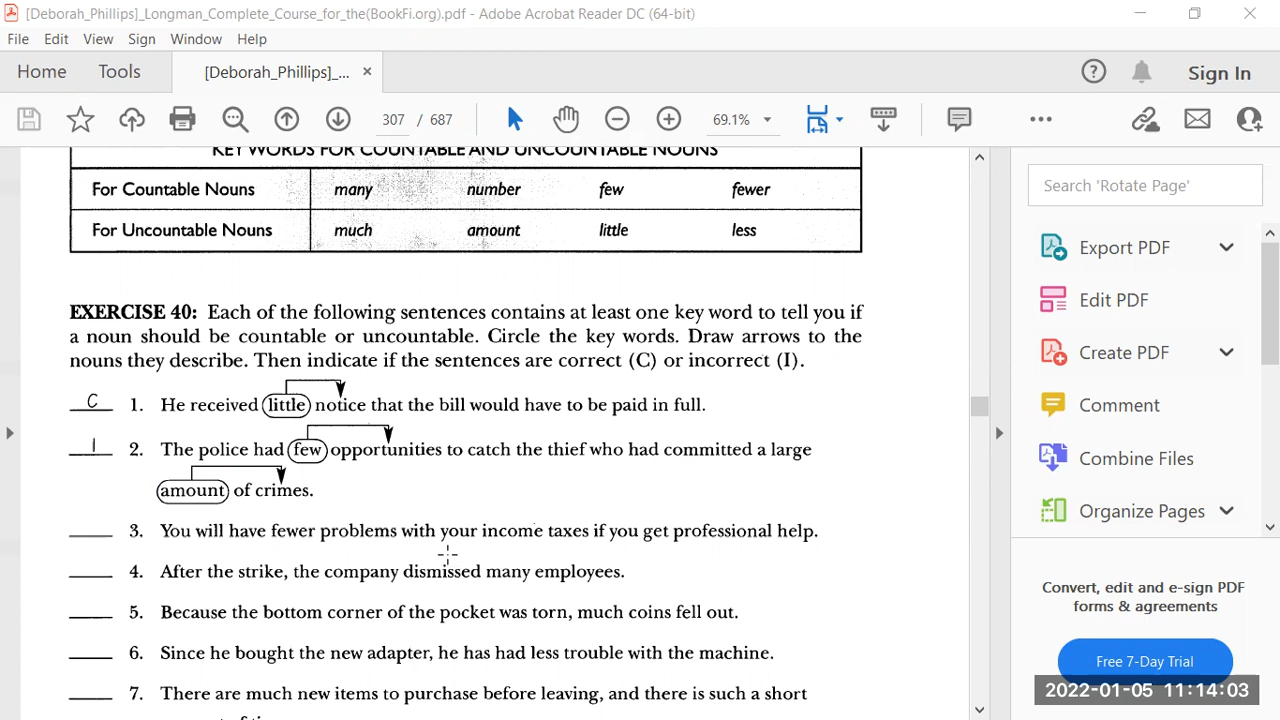 [Deborah_Phillips]_Longman_Complete_Course_for_the(BookFi.org).pdf - Adobe Acrobat Reader DC (64-bit)
File Edit View Sign Window Help
Home Tools [Deborah_Phillips]_... × Sign In
307 / 687 69.1%
KEY WORDS FOR COUNTABLE AND UNCOUNTABLE NOUNS
For Countable Nouns many number few fewer
For Uncountable Nouns much amount little less
EXERCISE 40: Each of the following sentences contains at least one key word to tell you if
a noun should be countable or uncountable. Circle the key words. Draw arrows to the
nouns they describe. Then indicate if the sentences are correct (C) or incorrect (I).
C 1. He received little notice that the bill would have to be paid in full.
I 2. The police had few opportunities to catch the thief who had committed a large
amount of crimes.
3. You will have fewer problems with your income taxes if you get professional help.
4. After the strike, the company dismissed many employees.
5. Because the bottom corner of the pocket was torn, much coins fell out.
6. Since he bought the new adapter, he has had less trouble with the machine.
7. There are much new items to purchase before leaving, and there is such a short
Search 'Rotate Page'
Export PDF
Edit PDF
Create PDF
Comment
Combine Files
Organize Pages
Convert, edit and e-sign PDF
forms & agreements
Free 7-Day Trial
2022-01-05 11:14:03